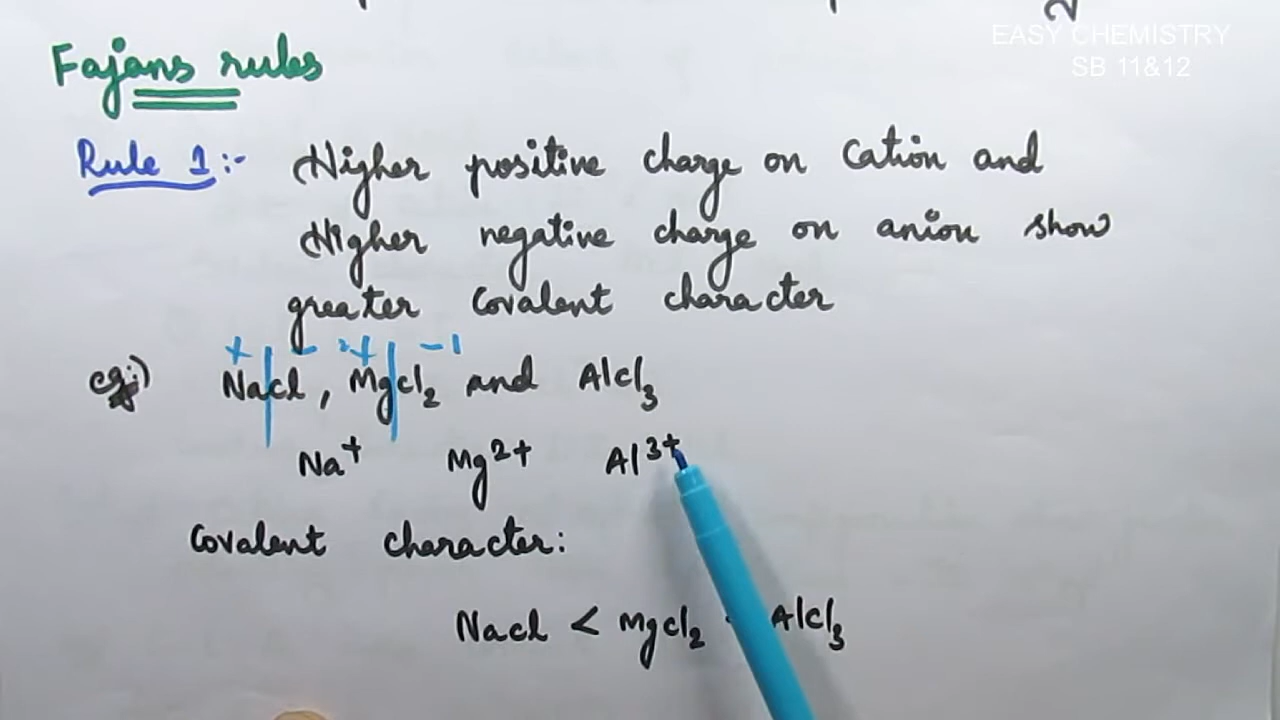 EASY CHEMISTRY
SB 11&12
Fajans rules
Rule 1:- Higher positive charge on Cation and
Higher negative charge on anion show
greater Covalent character
+ - 2+ -1
eg:) Nacl, Mgcl₂ and AlCl₃
Na⁺ Mg²⁺ Al³⁺
Covalent character:
Nacl < Mgcl₂ AlCl₃